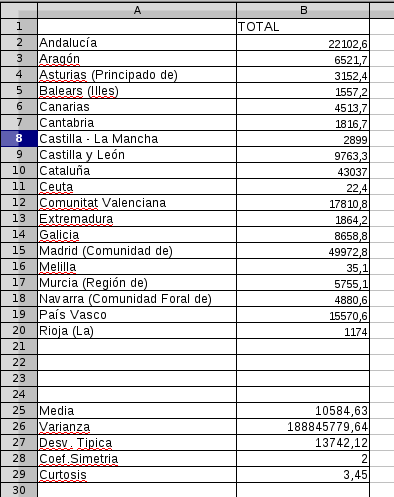 A B
1 TOTAL
2 Andalucía 22102,6
3 Aragón 6521,7
4 Asturias (Principado de) 3152,4
5 Balears (Illes) 1557,2
6 Canarias 4513,7
7 Cantabria 1816,7
8 Castilla - La Mancha 2899
9 Castilla y León 9763,3
10 Cataluña 43037
11 Ceuta 22,4
12 Comunitat Valenciana 17810,8
13 Extremadura 1864,2
14 Galicia 8658,8
15 Madrid (Comunidad de) 49972,8
16 Melilla 35,1
17 Murcia (Región de) 5755,1
18 Navarra (Comunidad Foral de) 4880,6
19 País Vasco 15570,6
20 Rioja (La) 1174
21
22
23
24
25 Media 10584,63
26 Varianza 188845779,64
27 Desv. Tipica 13742,12
28 Coef.Simetria 2
29 Curtosis 3,45
30